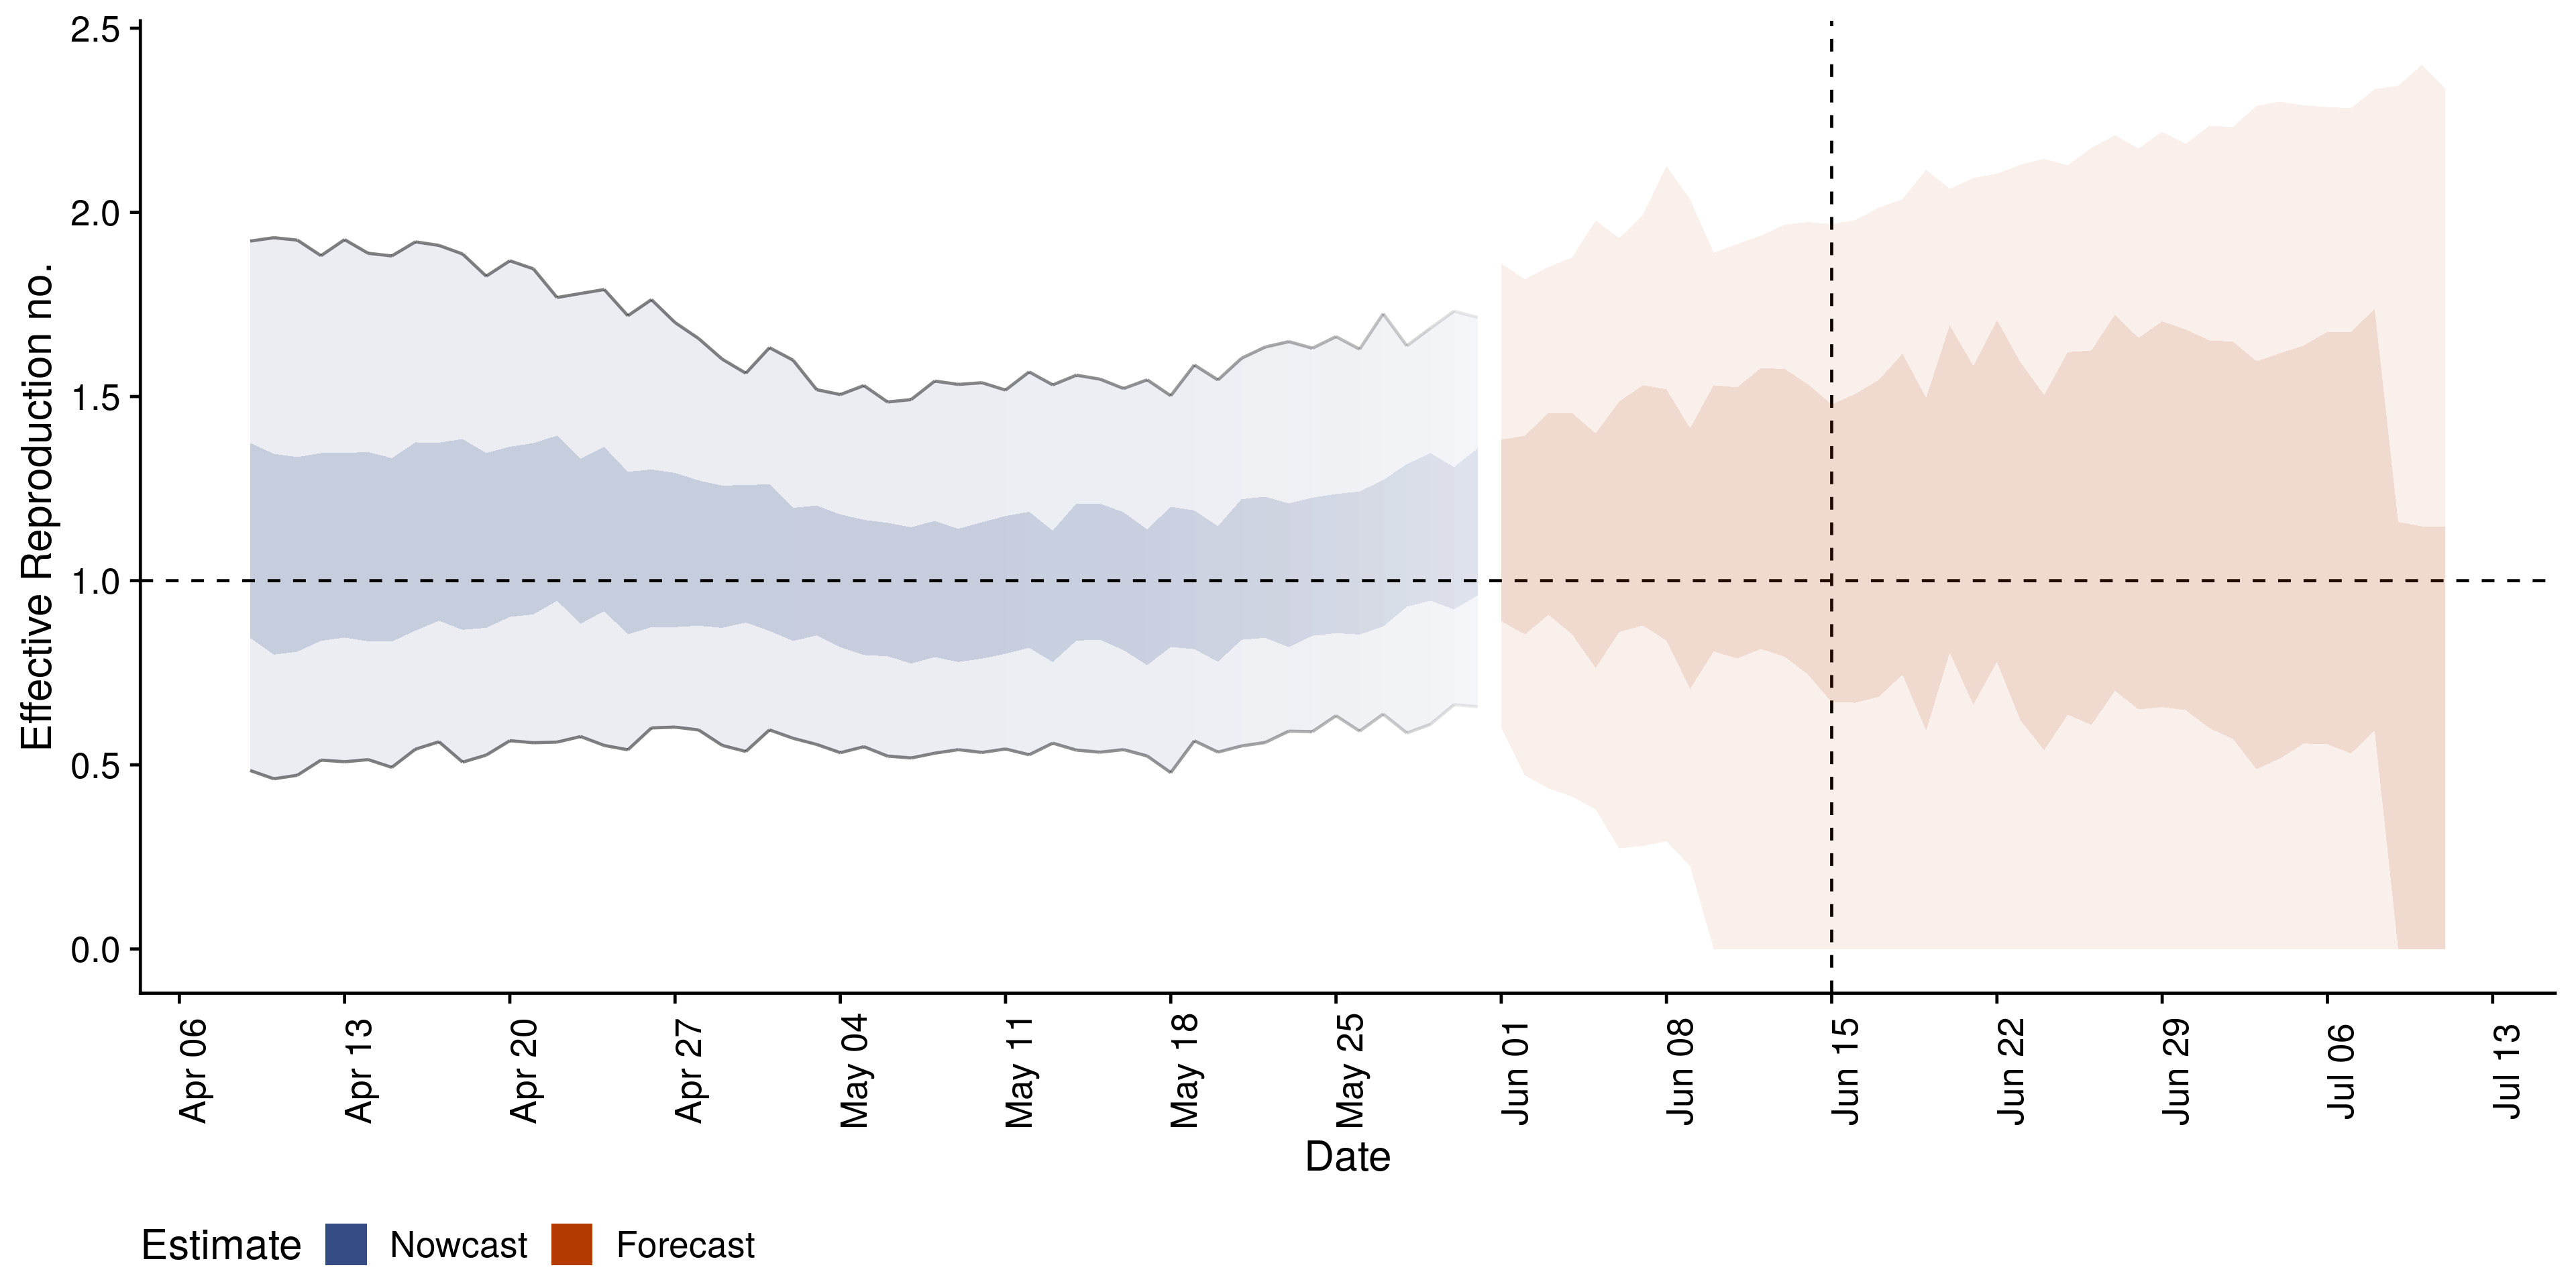 Effective Reproduction no.
2.5
2.0
1.5
1.0
0.5
0.0
Apr 06
Apr 13
Apr 20
Apr 27
May 04
May 11
May 18
May 25
Jun 01
Jun 08
Jun 15
Jun 22
Jun 29
Jul 06
Jul 13
Date
Estimate Nowcast Forecast